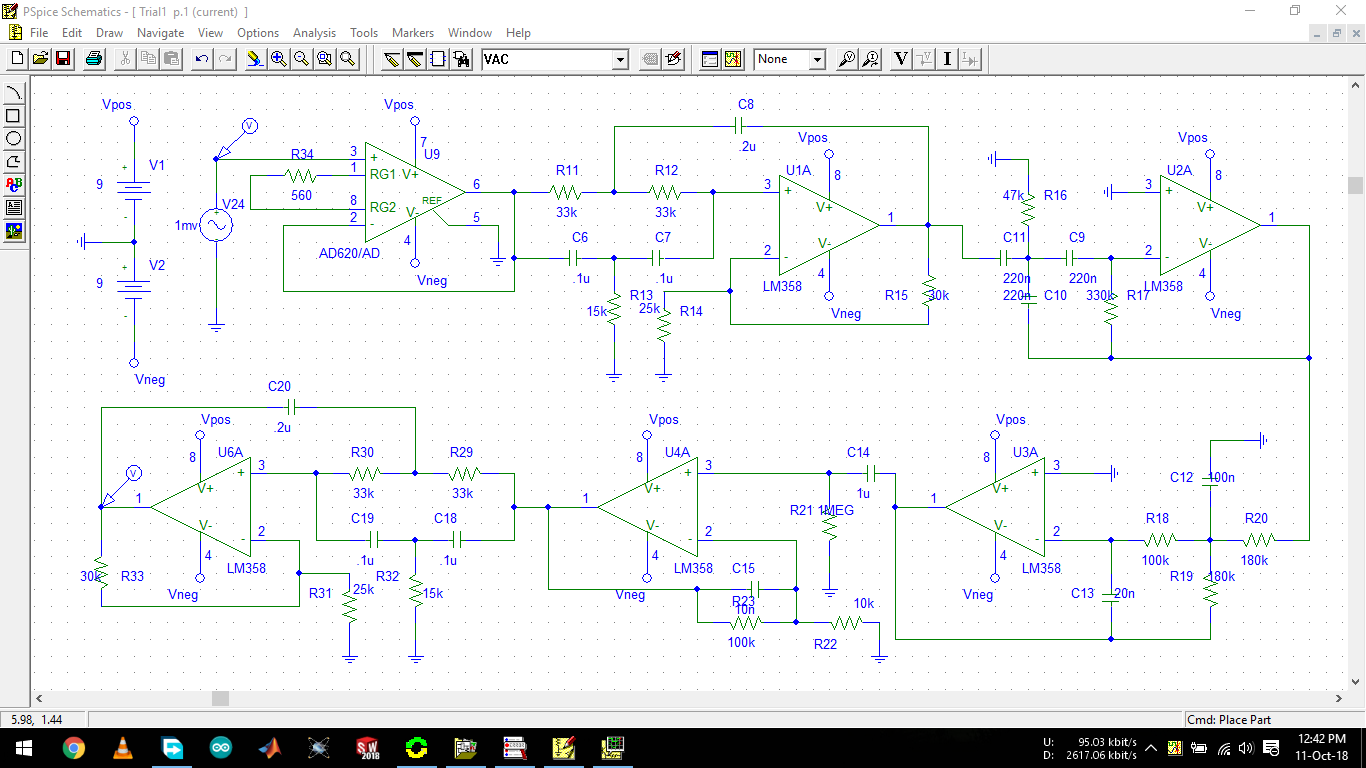 PSpice Schematics - [ Trial1 p.1 (current) ]
File Edit Draw Navigate View Options Analysis Tools Markers Window Help
VAC
None
V
I
ABC
Vpos
Vpos
C8
V
.2u
Vpos
Vpos
7
3 + U9
V1
R34
1 RG1 V+
R11
R12
U1A
8
U2A
8
9
560
8 RG2
REF
6
33k
33k
3 +
V+
47k R16
3 +
V+
V24
1mv
2 -
V-
5
4
AD620/AD
1
1
C6
C7
2 -
V-
4
C11
C9
2 -
V-
4
V2
9
Vneg
.1u
.1u
LM358
220n
220n
LM358
R13
15k
25k
R14
R15
30k
220n C10
330k R17
Vneg
Vneg
Vneg
C20
.2u
Vpos
Vpos
Vpos
8
U6A
R30
R29
8
U4A
C14
8
U3A
3 +
V+
33k
33k
3 +
V+
1u
3 +
V+
C12
100n
V
1
C19
C18
1
R21 1MEG
1
R18
R20
V-
2 -
4
LM358
.1u
.1u
V-
2 -
4
LM358
V-
2 -
4
LM358
100k
180k
30k R33
Vneg
R31
25k
R32
15k
Vneg
C15
10n
R23
100k
10k
R22
Vneg
C13
20n
R19
180k
5.98, 1.44
Cmd: Place Part
SW
2018
U: 95.03 kbit/s
D: 2617.06 kbit/s
12:42 PM
11-Oct-18